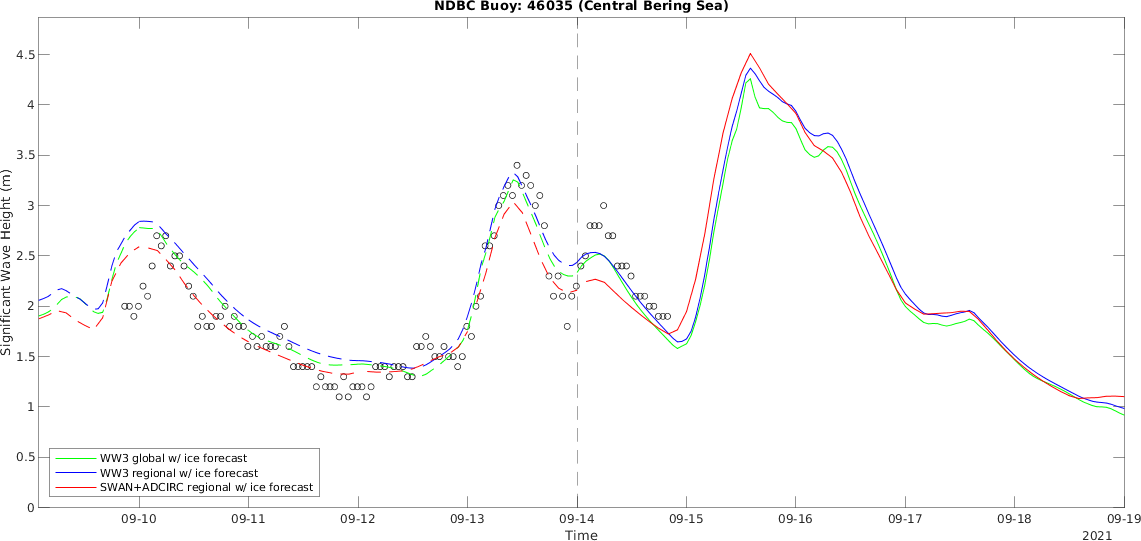 NDBC Buoy: 46035 (Central Bering Sea)
4.5
4
3.5
3
2.5
2
1.5
1
0.5
0
Significant Wave Height (m)
WW3 global w/ ice forecast
WW3 regional w/ ice forecast
SWAN+ADCIRC regional w/ ice forecast
09-10 09-11 09-12 09-13 09-14 09-15 09-16 09-17 09-18 09-19
Time
2021